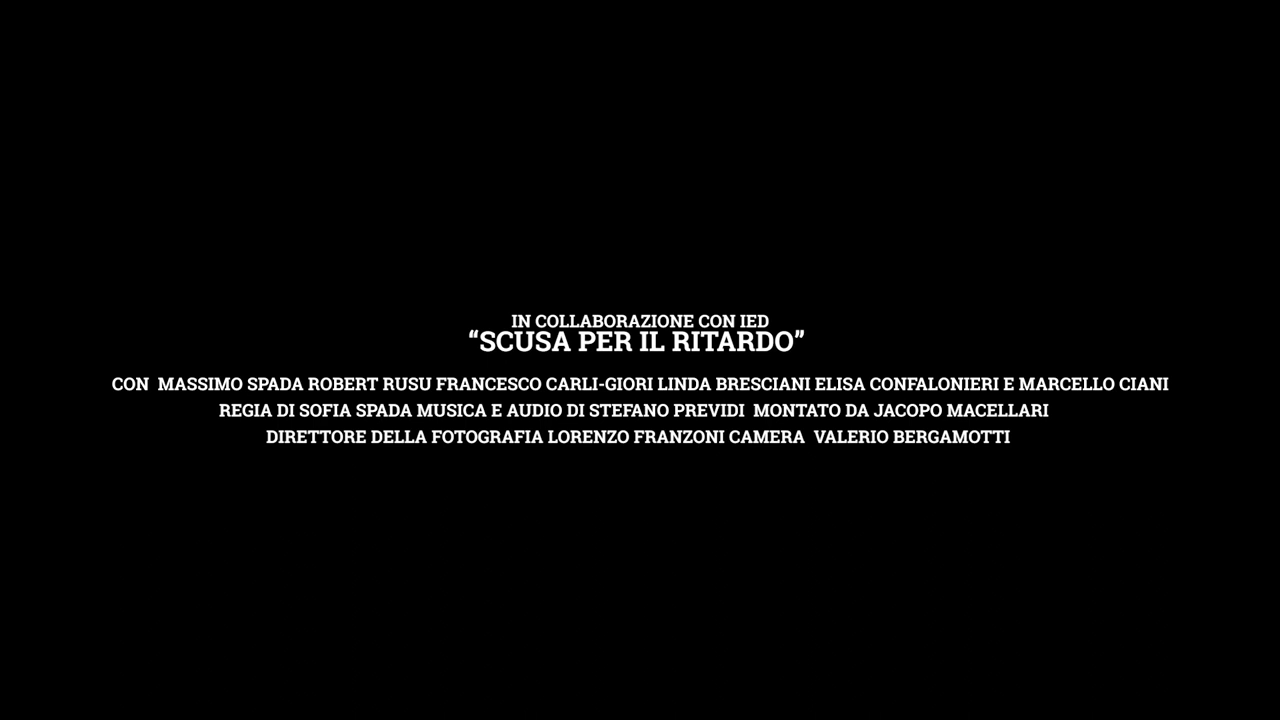 IN COLLABORAZIONE CON IED
“SCUSA PER IL RITARDO”
CON  MASSIMO SPADA ROBERT RUSU FRANCESCO CARLI-GIORI LINDA BRESCIANI ELISA CONFALONIERI E MARCELLO CIANI
REGIA DI SOFIA SPADA MUSICA E AUDIO DI STEFANO PREVIDI  MONTATO DA JACOPO MACELLARI
DIRETTORE DELLA FOTOGRAFIA LORENZO FRANZONI CAMERA  VALERIO BERGAMOTTI